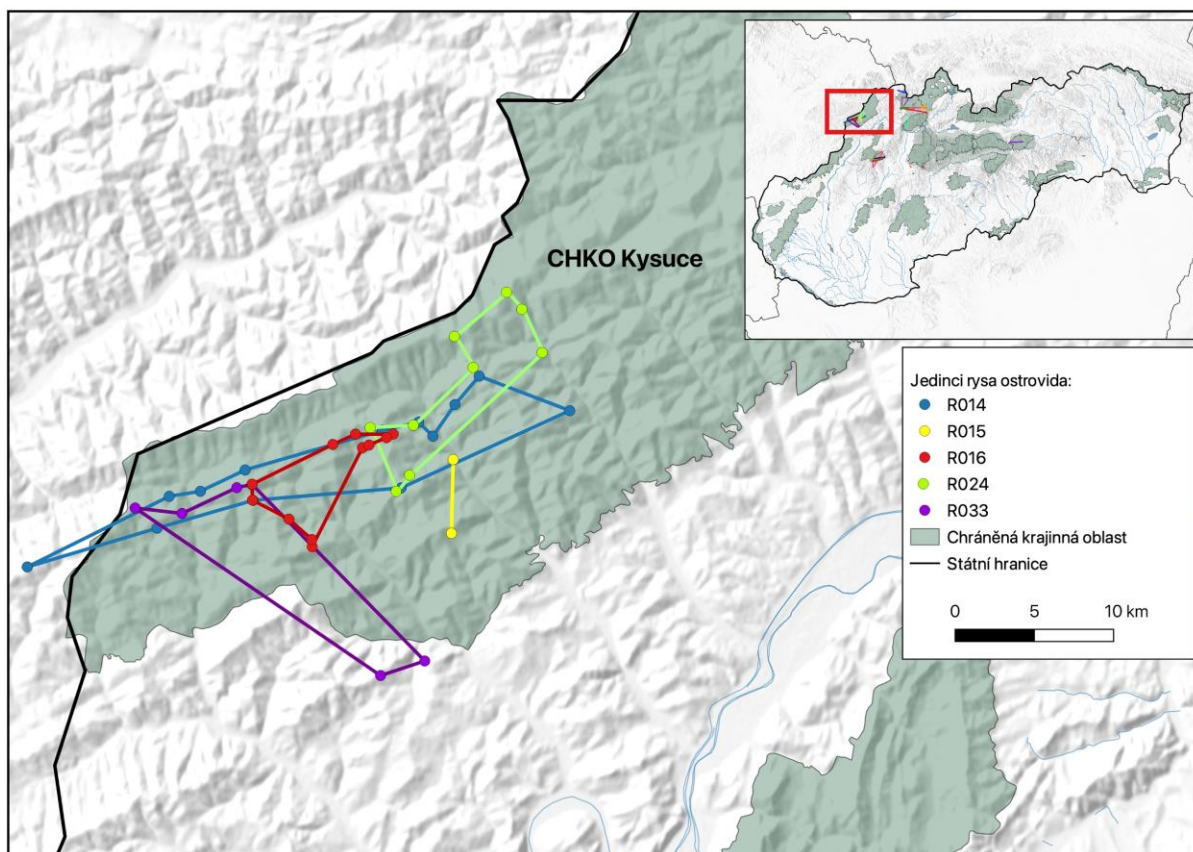 CHKO Kysuce
Jedinci rysa ostrovida:
R014
R015
R016
R024
R033
Chráněná krajinná oblast
Státní hranice
0 5 10 km